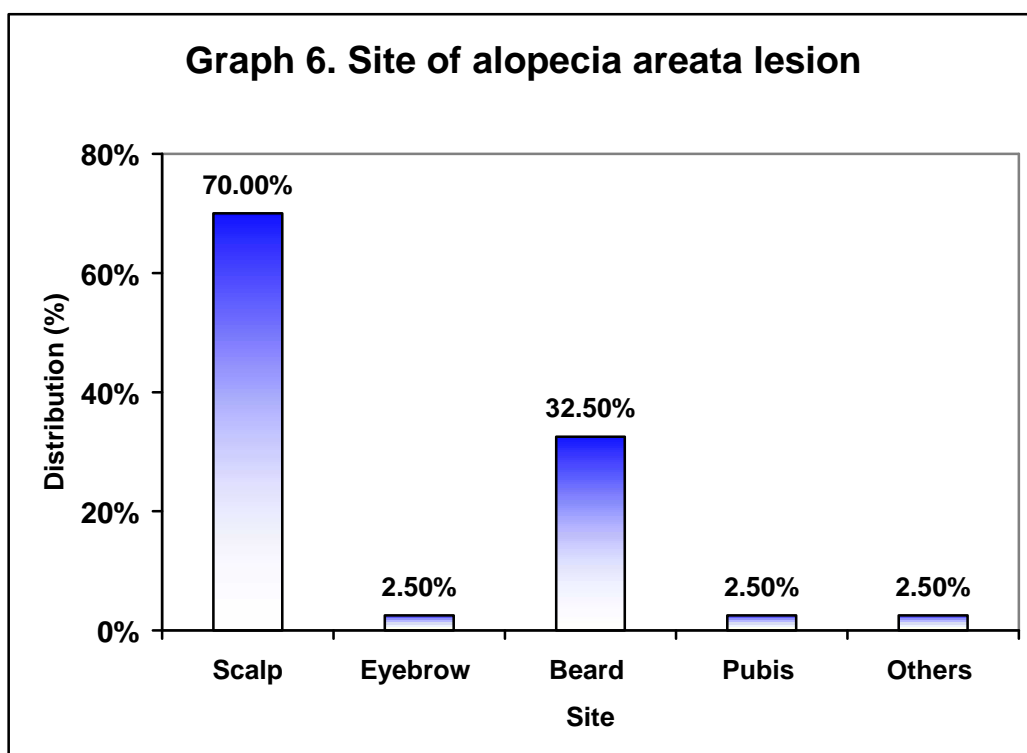 Graph 6. Site of alopecia areata lesion
80%
60%
40%
20%
0%
Distribution (%)
70.00%
2.50%
32.50%
2.50%
2.50%
Scalp Eyebrow Beard Pubis Others
Site